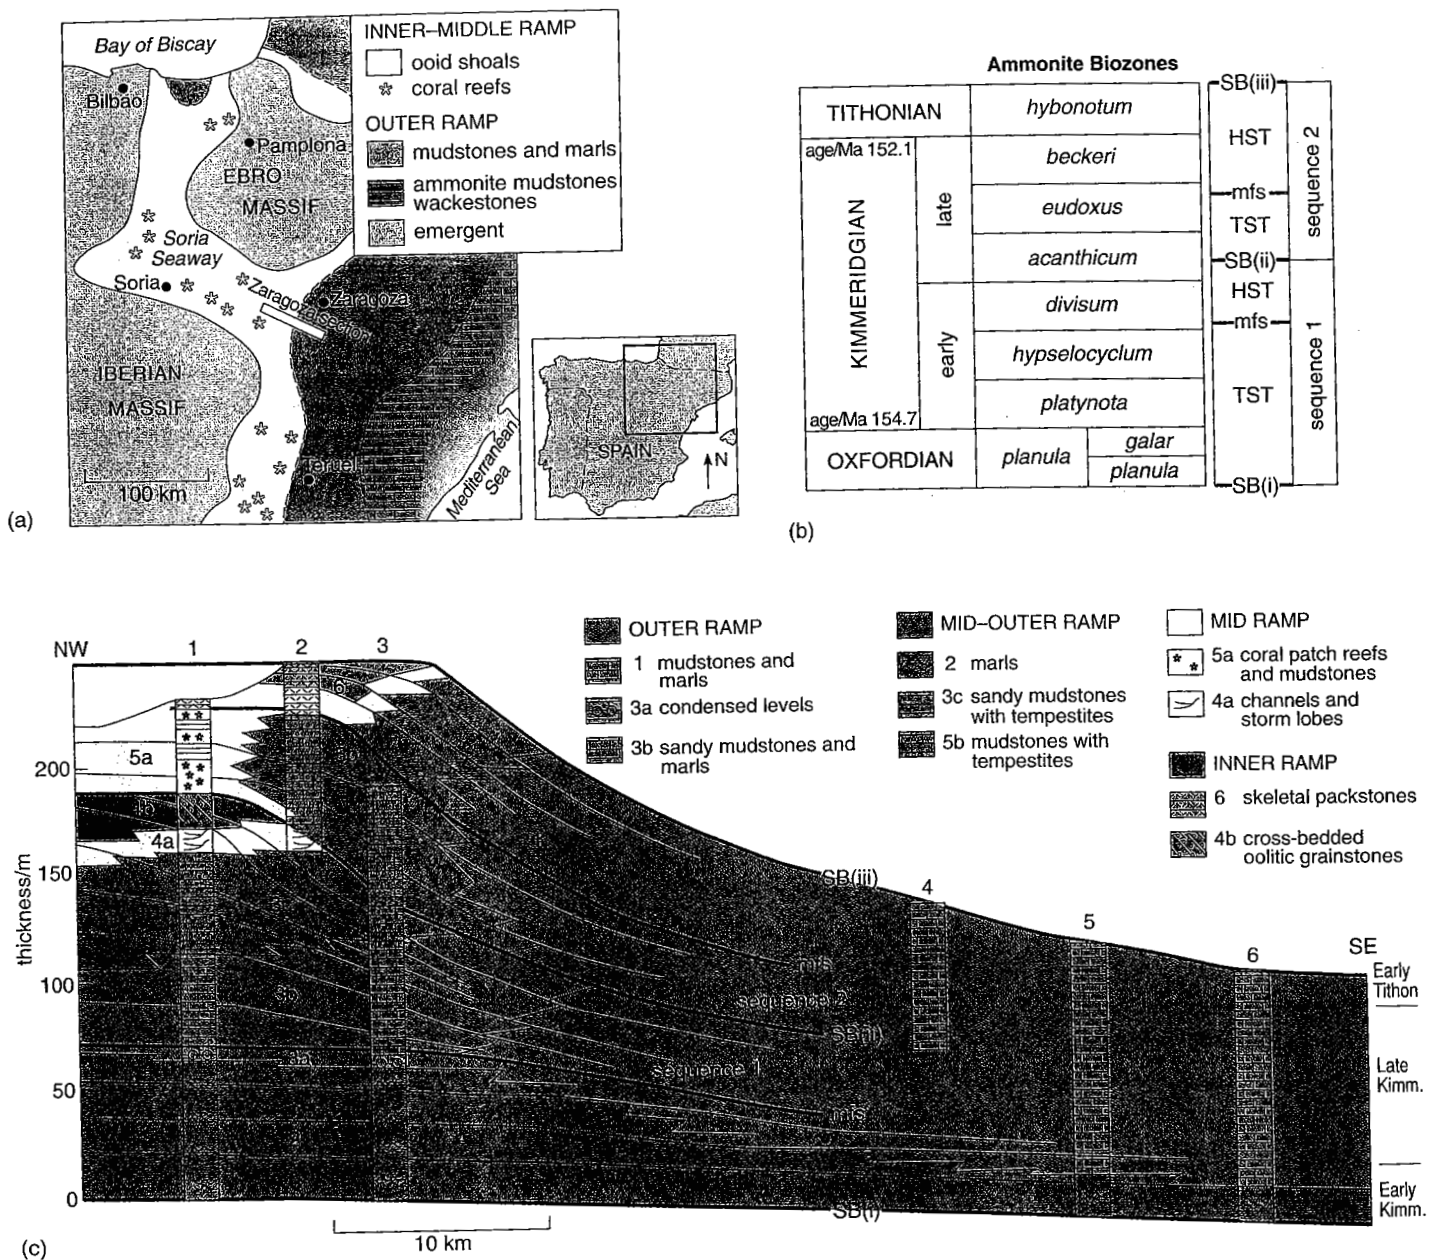 Bay of Biscay
Bilbao
Pamplona
EBRO
MASSIF
Soria
Seaway
Soria
Zaragoza Section
Zaragoza
IBERIAN
MASSIF
Teruel
100 km
Mediterranean
Sea
(a)
INNER–MIDDLE RAMP
ooid shoals
coral reefs
OUTER RAMP
mudstones and marls
ammonite mudstones
wackestones
emergent
SPAIN
N
Ammonite Biozones
TITHONIAN
hybonotum
age/Ma 152.1
KIMMERIDGIAN
late
beckeri
eudoxus
acanthicum
early
divisum
hypselocyclum
platynota
age/Ma 154.7
OXFORDIAN
planula
galar
planula
SB(iii)
HST
mfs
TST
SB(ii)
HST
mfs
TST
SB(i)
sequence 2
sequence 1
(b)
OUTER RAMP
1 mudstones and
marls
3a condensed levels
3b sandy mudstones and
marls
MID–OUTER RAMP
2 marls
3c sandy mudstones
with tempestites
5b mudstones with
tempestites
MID RAMP
5a coral patch reefs
and mudstones
4a channels and
storm lobes
INNER RAMP
6 skeletal packstones
4b cross-bedded
oolitic grainstones
NW
1
2
3
6
5a
4b
4a
3b
3a
200
150
100
50
0
thickness/m
SB(iii)
4
5
6
SE
mfs
sequence 2
SB(ii)
sequence 1
mfs
SB(i)
Early
Tithon
Late
Kimm.
Early
Kimm.
10 km
(c)